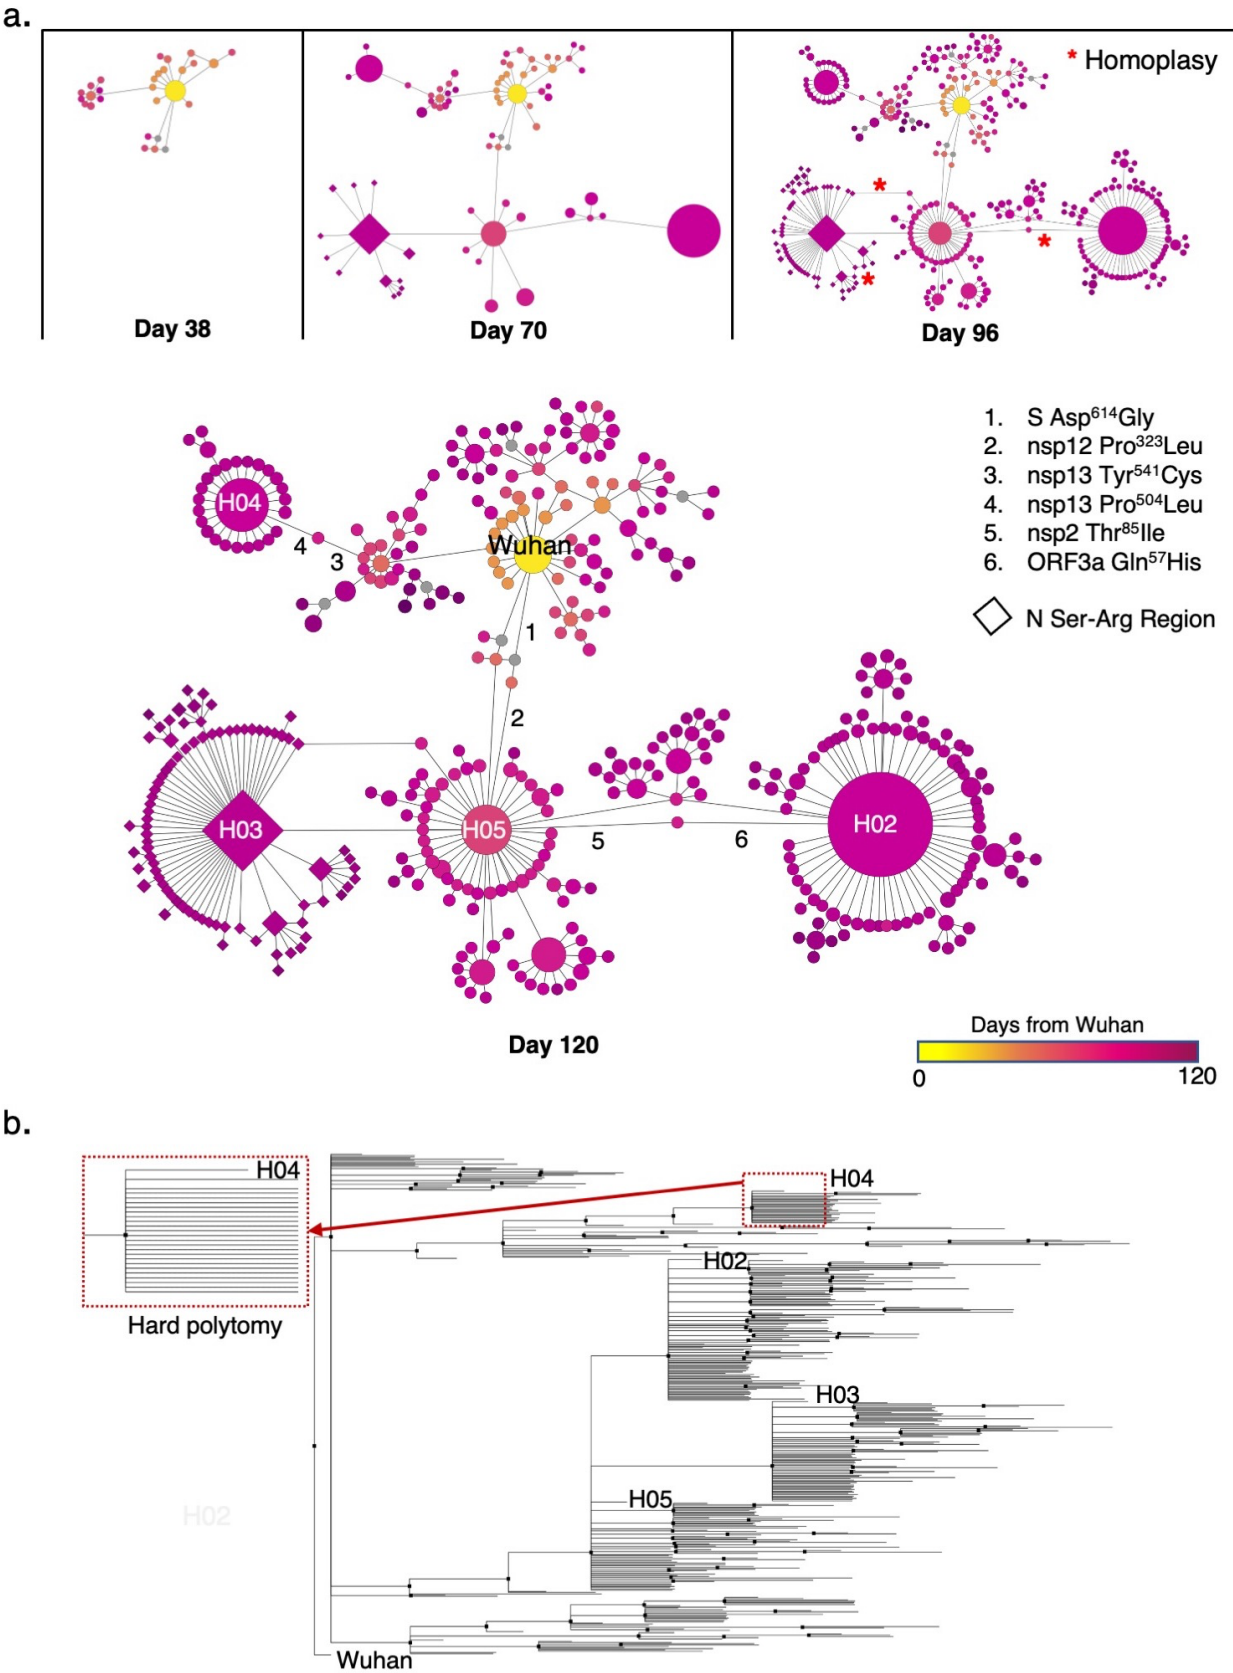 a.
* Homoplasy
*
*
*
Day 38
Day 70
Day 96
1. S Asp⁶¹⁴Gly
2. nsp12 Pro³²³Leu
3. nsp13 Tyr⁵⁴¹Cys
4. nsp13 Pro⁵⁰⁴Leu
5. nsp2 Thr⁸⁵Ile
6. ORF3a Gln⁵⁷His
N Ser-Arg Region
H04
4
3
Wuhan
1
2
H03
H05
5
6
H02
Day 120
Days from Wuhan
0
120
b.
H04
H04
Hard polytomy
H02
H03
H05
H02
Wuhan